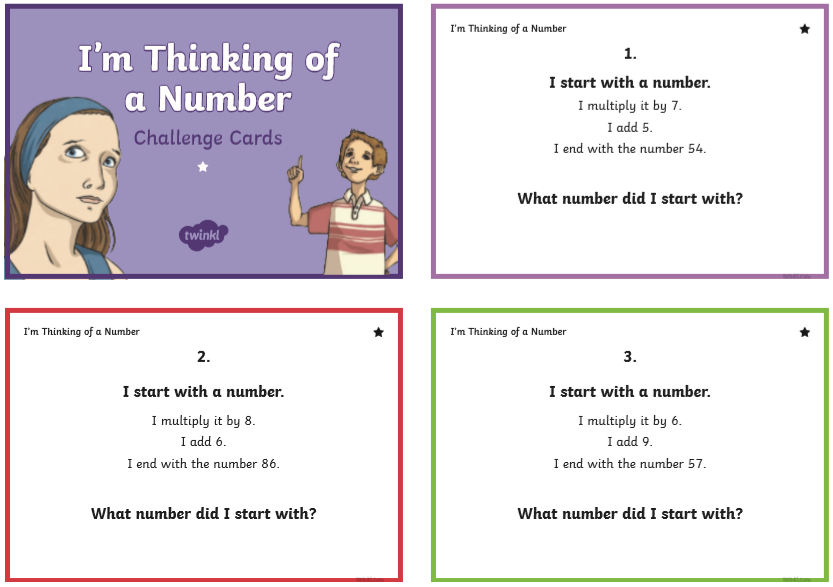 I'm Thinking of
a Number
Challenge Cards
twinkl
I'm Thinking of a Number
1.
I start with a number.
I multiply it by 7.
I add 5.
I end with the number 54.
What number did I start with?
I'm Thinking of a Number
2.
I start with a number.
I multiply it by 8.
I add 6.
I end with the number 86.
What number did I start with?
I'm Thinking of a Number
3.
I start with a number.
I multiply it by 6.
I add 9.
I end with the number 57.
What number did I start with?